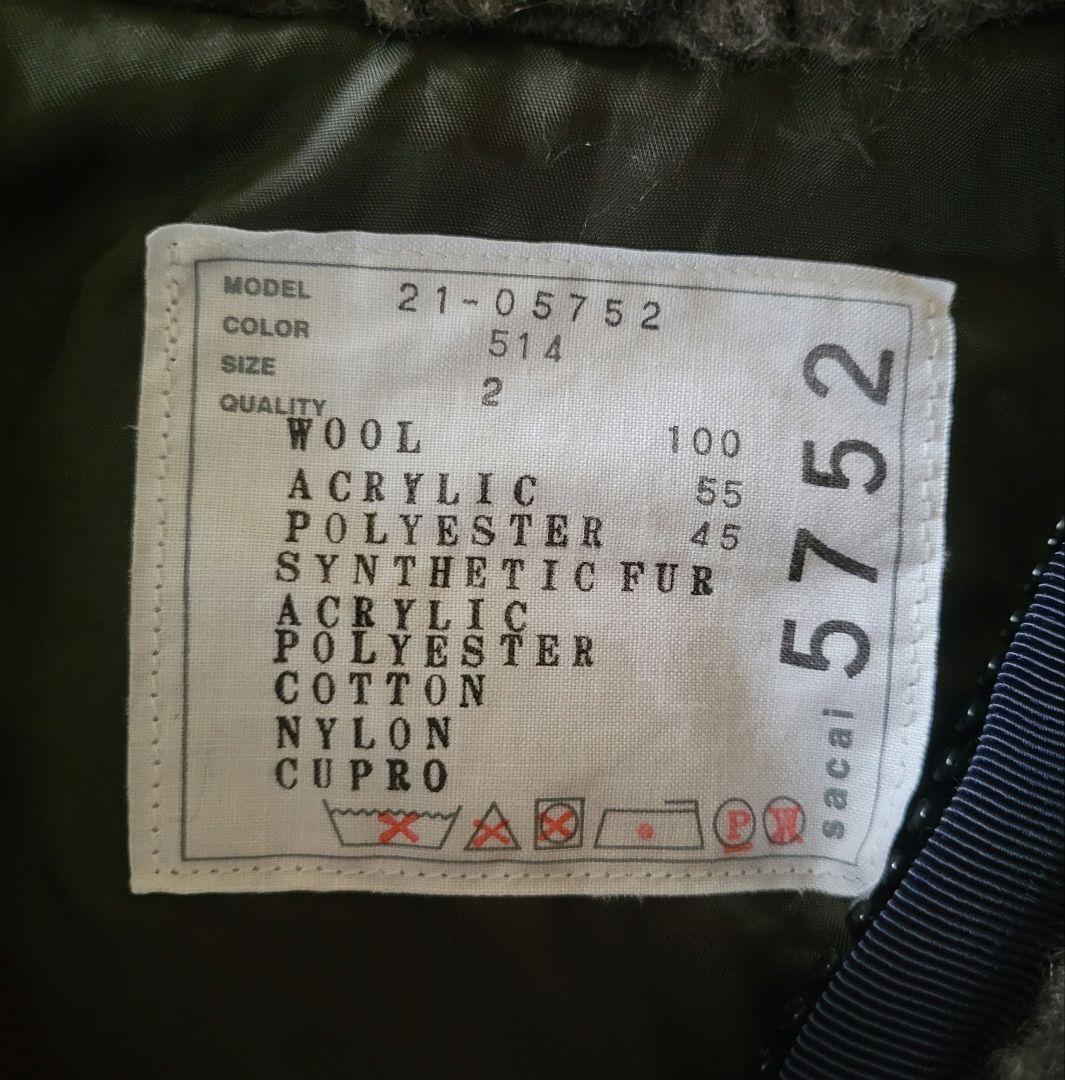 MODEL 21-05752
COLOR 514
SIZE 2
QUALITY
WOOL 100
ACRYLIC 55
POLYESTER 45
SYNTHETIC FUR
ACRYLIC
POLYESTER
COTTON
NYLON
CUPRO
P W
sacai 5752